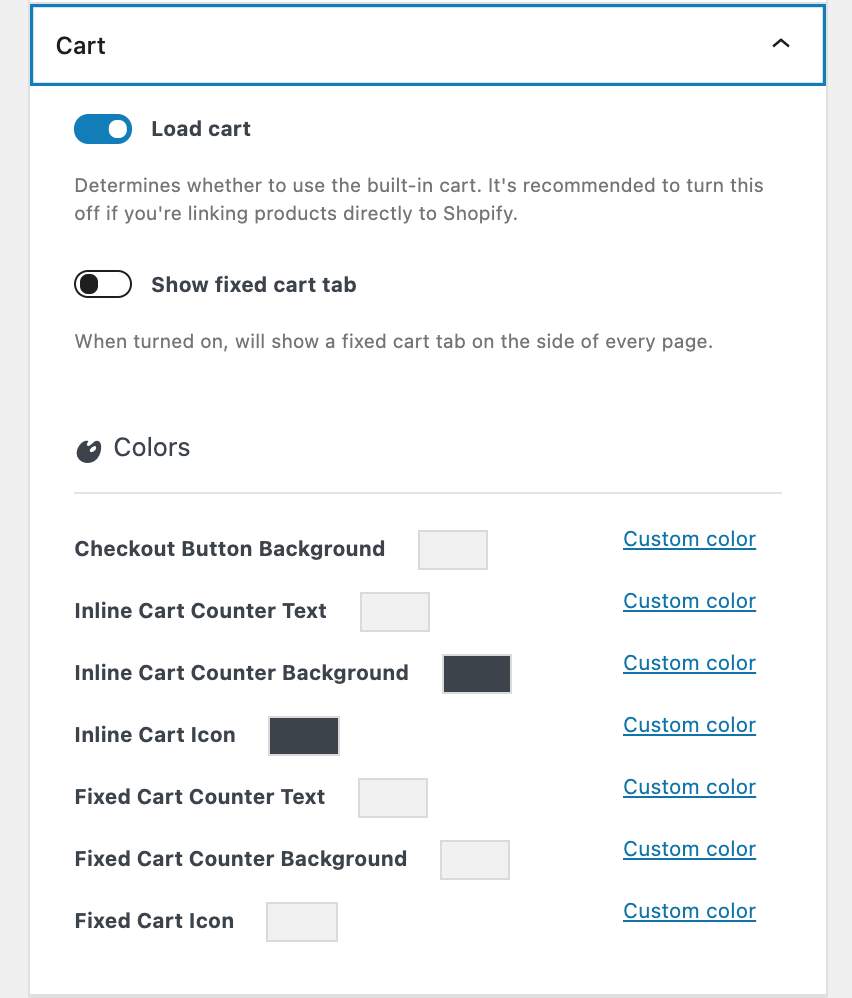 Cart
Load cart
Determines whether to use the built-in cart. It's recommended to turn this
off if you're linking products directly to Shopify.
Show fixed cart tab
When turned on, will show a fixed cart tab on the side of every page.
Colors
Checkout Button Background
Custom color
Inline Cart Counter Text
Custom color
Inline Cart Counter Background
Custom color
Inline Cart Icon
Custom color
Fixed Cart Counter Text
Custom color
Fixed Cart Counter Background
Custom color
Fixed Cart Icon
Custom color